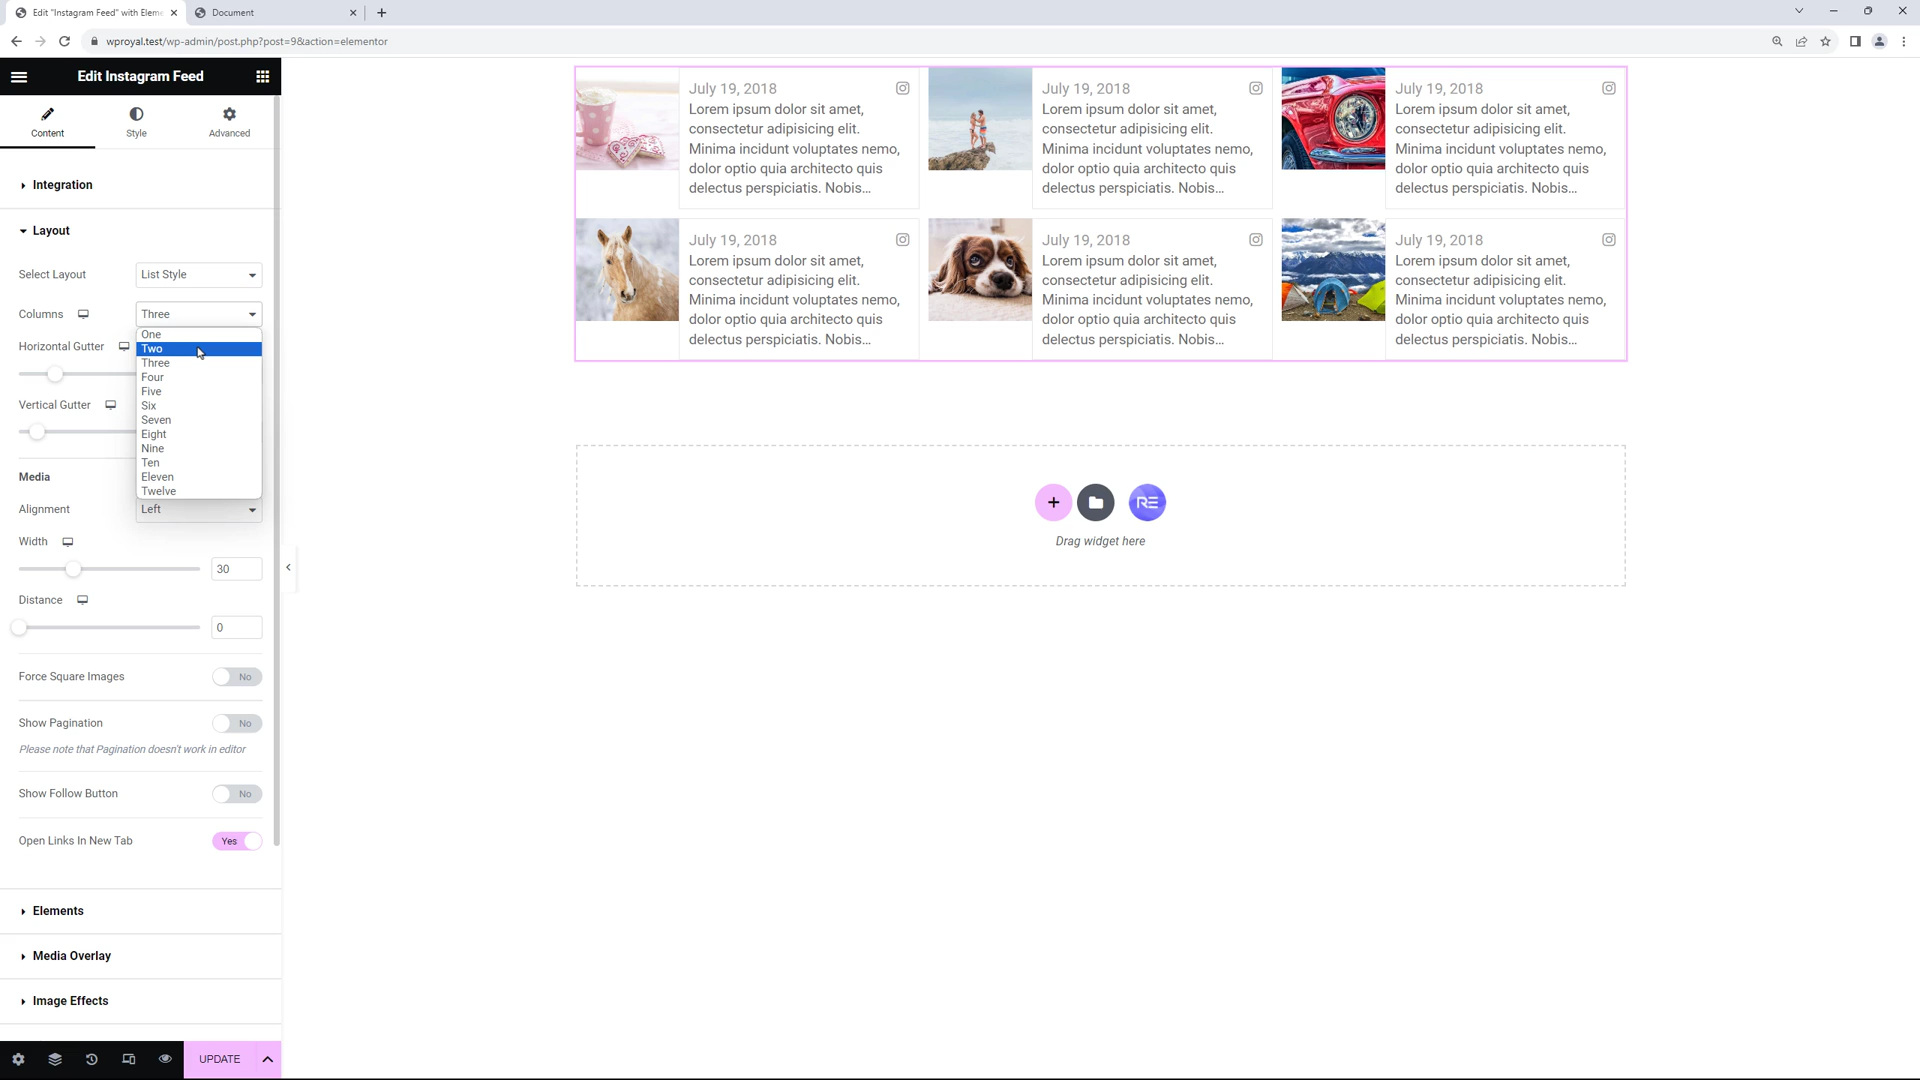 Edit "Instagram Feed" with Eleme
Document
wproyal.test/wp-admin/post.php?post=9&action=elementor
Edit Instagram Feed
Content
Style
Advanced
Integration
Layout
Select Layout
List Style
Columns
Three
One
Two
Three
Four
Five
Six
Seven
Eight
Nine
Ten
Eleven
Twelve
Horizontal Gutter
Vertical Gutter
Media
Alignment
Left
Width
30
Distance
0
Force Square Images
No
Show Pagination
No
Please note that Pagination doesn't work in editor
Show Follow Button
No
Open Links In New Tab
Yes
Elements
Media Overlay
Image Effects
UPDATE
July 19, 2018
Lorem ipsum dolor sit amet,
consectetur adipisicing elit.
Minima incidunt voluptates nemo,
dolor optio quia architecto quis
delectus perspiciatis. Nobis...
July 19, 2018
Lorem ipsum dolor sit amet,
consectetur adipisicing elit.
Minima incidunt voluptates nemo,
dolor optio quia architecto quis
delectus perspiciatis. Nobis...
July 19, 2018
Lorem ipsum dolor sit amet,
consectetur adipisicing elit.
Minima incidunt voluptates nemo,
dolor optio quia architecto quis
delectus perspiciatis. Nobis...
July 19, 2018
Lorem ipsum dolor sit amet,
consectetur adipisicing elit.
Minima incidunt voluptates nemo,
dolor optio quia architecto quis
delectus perspiciatis. Nobis...
July 19, 2018
Lorem ipsum dolor sit amet,
consectetur adipisicing elit.
Minima incidunt voluptates nemo,
dolor optio quia architecto quis
delectus perspiciatis. Nobis...
July 19, 2018
Lorem ipsum dolor sit amet,
consectetur adipisicing elit.
Minima incidunt voluptates nemo,
dolor optio quia architecto quis
delectus perspiciatis. Nobis...
RE
Drag widget here